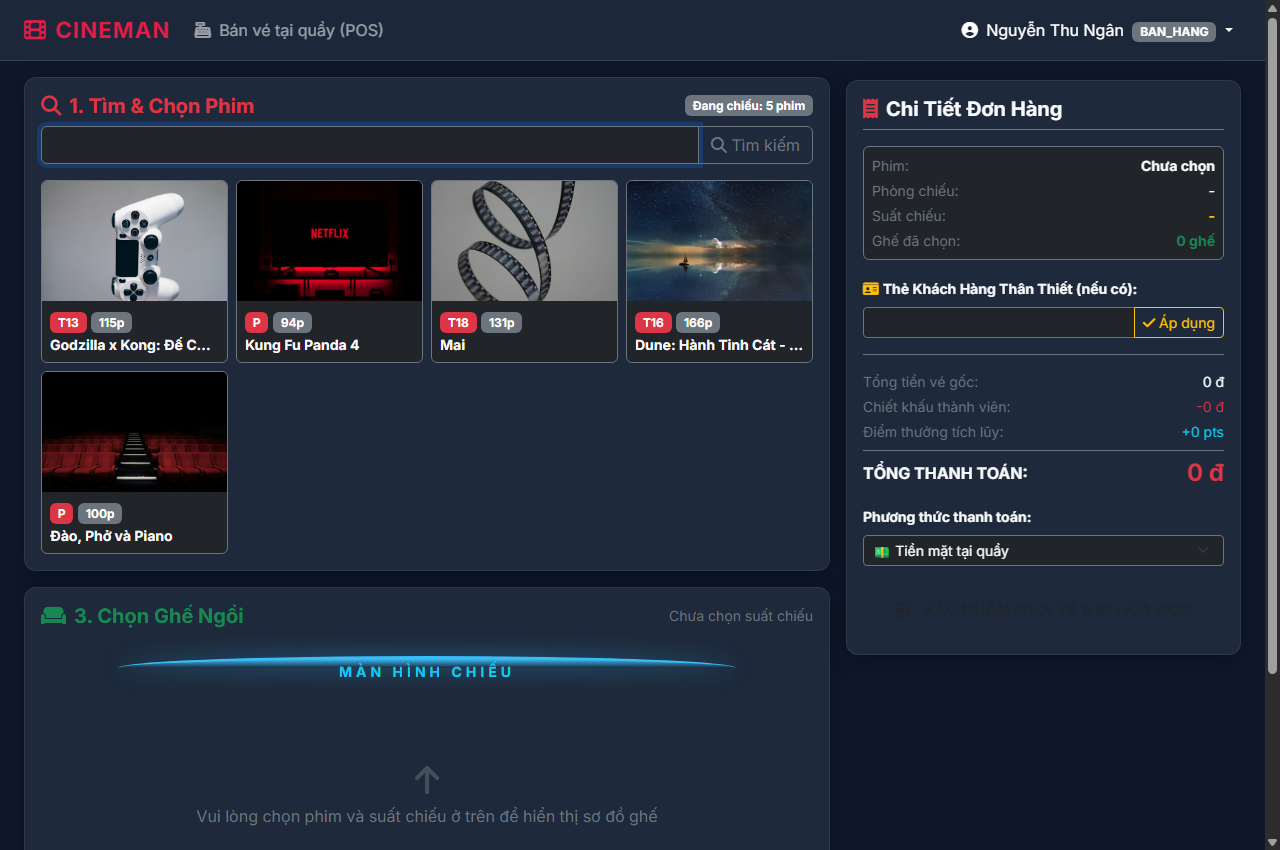 CINEMAN
Bán vé tại quầy (POS)
Nguyễn Thu Ngân BAN_HANG
1. Tìm & Chọn Phim
Đang chiếu: 5 phim
Tìm kiếm
NETFLIX
T13 115p
Godzilla x Kong: Đế C...
P 94p
Kung Fu Panda 4
T18 131p
Mai
T16 166p
Dune: Hành Tinh Cát - ...
P 100p
Đào, Phở và Piano
3. Chọn Ghế Ngồi
Chưa chọn suất chiếu
MÀN HÌNH CHIẾU
Vui lòng chọn phim và suất chiếu ở trên để hiển thị sơ đồ ghế
Chi Tiết Đơn Hàng
Phim: Chưa chọn
Phòng chiếu: -
Suất chiếu: -
Ghế đã chọn: 0 ghế
Thẻ Khách Hàng Thân Thiết (nếu có):
Áp dụng
Tổng tiền vé gốc: 0 đ
Chiết khấu thành viên: -0 đ
Điểm thưởng tích lũy: +0 pts
TỔNG THANH TOÁN: 0 đ
Phương thức thanh toán:
Tiền mặt tại quầy